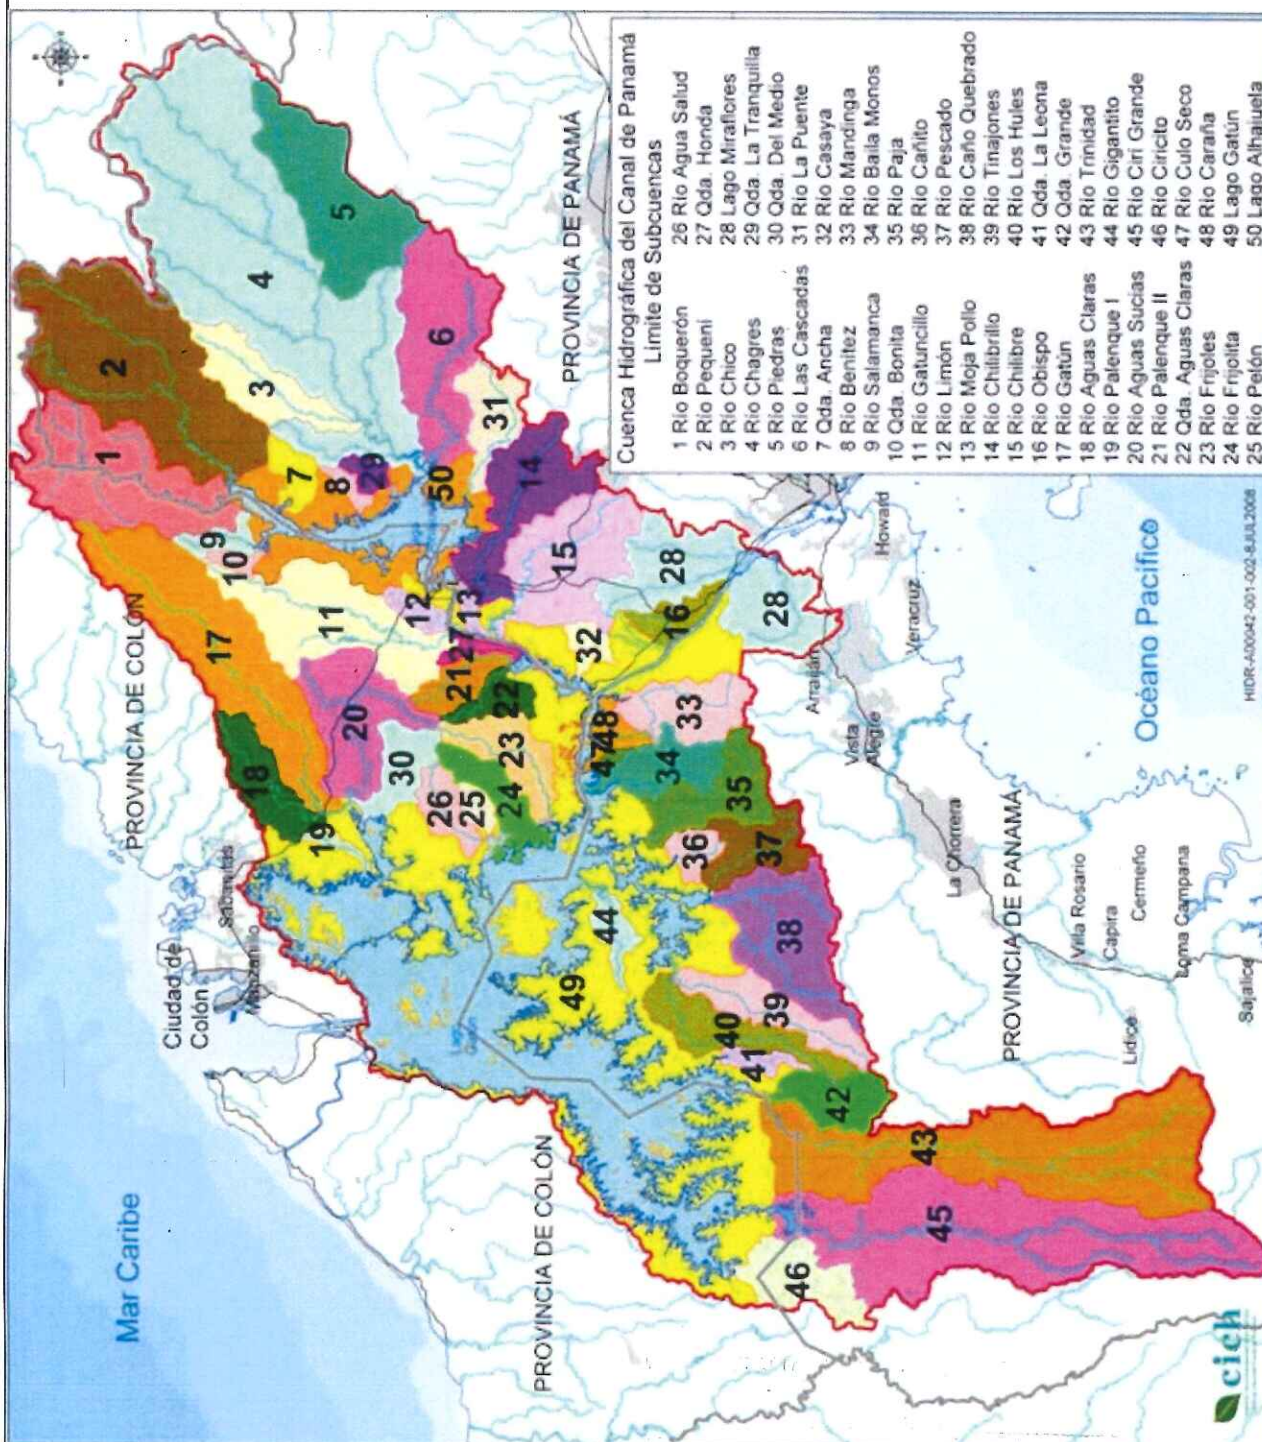 Mar Caribe
PROVINCIA DE COLÓN
PROVINCIA DE COLÓN
Ciudad de
Colón
Sabanitas
PROVINCIA DE PANAMÁ
PROVINCIA DE PANAMÁ
Océano Pacífico
Howard
Veracruz
Arraiján
Vista
Alegre
La Chorrera
Villa Rosario
Capira
Cermeño
Loma Campana
Lídice
Sajalice
1
2
3
4
5
6
7
8
9
10
11
12
13
14
15
16
17
18
19
20
21
22
23
24
25
26
27
28
28
29
30
31
32
33
34
35
36
37
38
39
40
41
42
43
44
45
46
47
48
49
50
Cuenca Hidrográfica del Canal de Panamá
Límite de Subcuencas
1 Río Boquerón
2 Río Pequení
3 Río Chico
4 Río Chagres
5 Río Piedras
6 Río Las Cascadas
7 Qda. Ancha
8 Río Benítez
9 Río Salamanca
10 Qda. Bonita
11 Río Gatuncillo
12 Río Limón
13 Río Moja Pollo
14 Río Chilibrillo
15 Río Chilibre
16 Río Obispo
17 Río Gatún
18 Río Aguas Claras
19 Río Palenque I
20 Río Aguas Sucias
21 Río Palenque II
22 Qda. Aguas Claras
23 Río Frijoles
24 Río Frijolita
25 Río Pelón
26 Río Agua Salud
27 Qda. Honda
28 Lago Miraflores
29 Qda. La Tranquilla
30 Qda. Del Medio
31 Río La Puente
32 Río Casaya
33 Río Mandinga
34 Río Baila Monos
35 Río Paja
36 Río Cañito
37 Río Pescado
38 Río Caño Quebrado
39 Río Tinajones
40 Río Los Hules
41 Qda. La Leona
42 Qda. Grande
43 Río Trinidad
44 Río Gigantito
45 Río Cirí Grande
46 Río Ciricito
47 Río Culo Seco
48 Río Caraña
49 Lago Gatún
50 Lago Alhajuela
HIDR-A00042-001-002-8JUL2008
cich